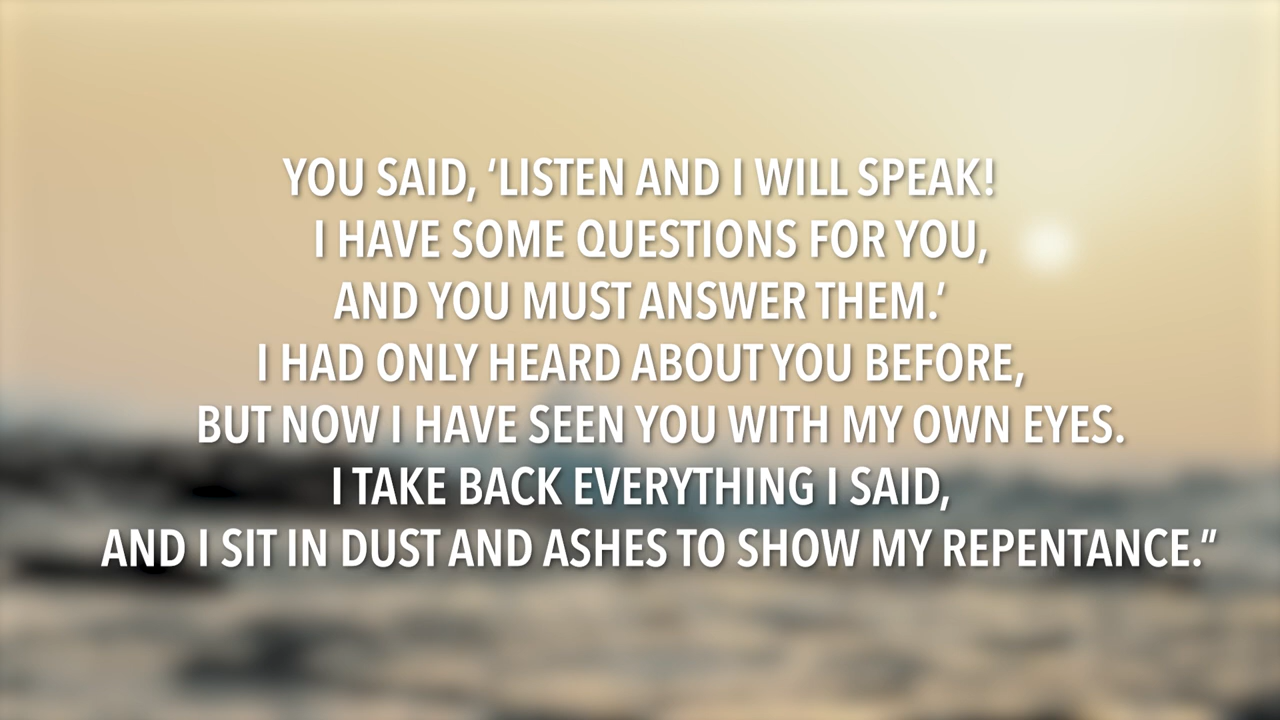 YOU SAID, ‘LISTEN AND I WILL SPEAK!
I HAVE SOME QUESTIONS FOR YOU,
AND YOU MUST ANSWER THEM.’
I HAD ONLY HEARD ABOUT YOU BEFORE,
BUT NOW I HAVE SEEN YOU WITH MY OWN EYES.
I TAKE BACK EVERYTHING I SAID,
AND I SIT IN DUST AND ASHES TO SHOW MY REPENTANCE.”